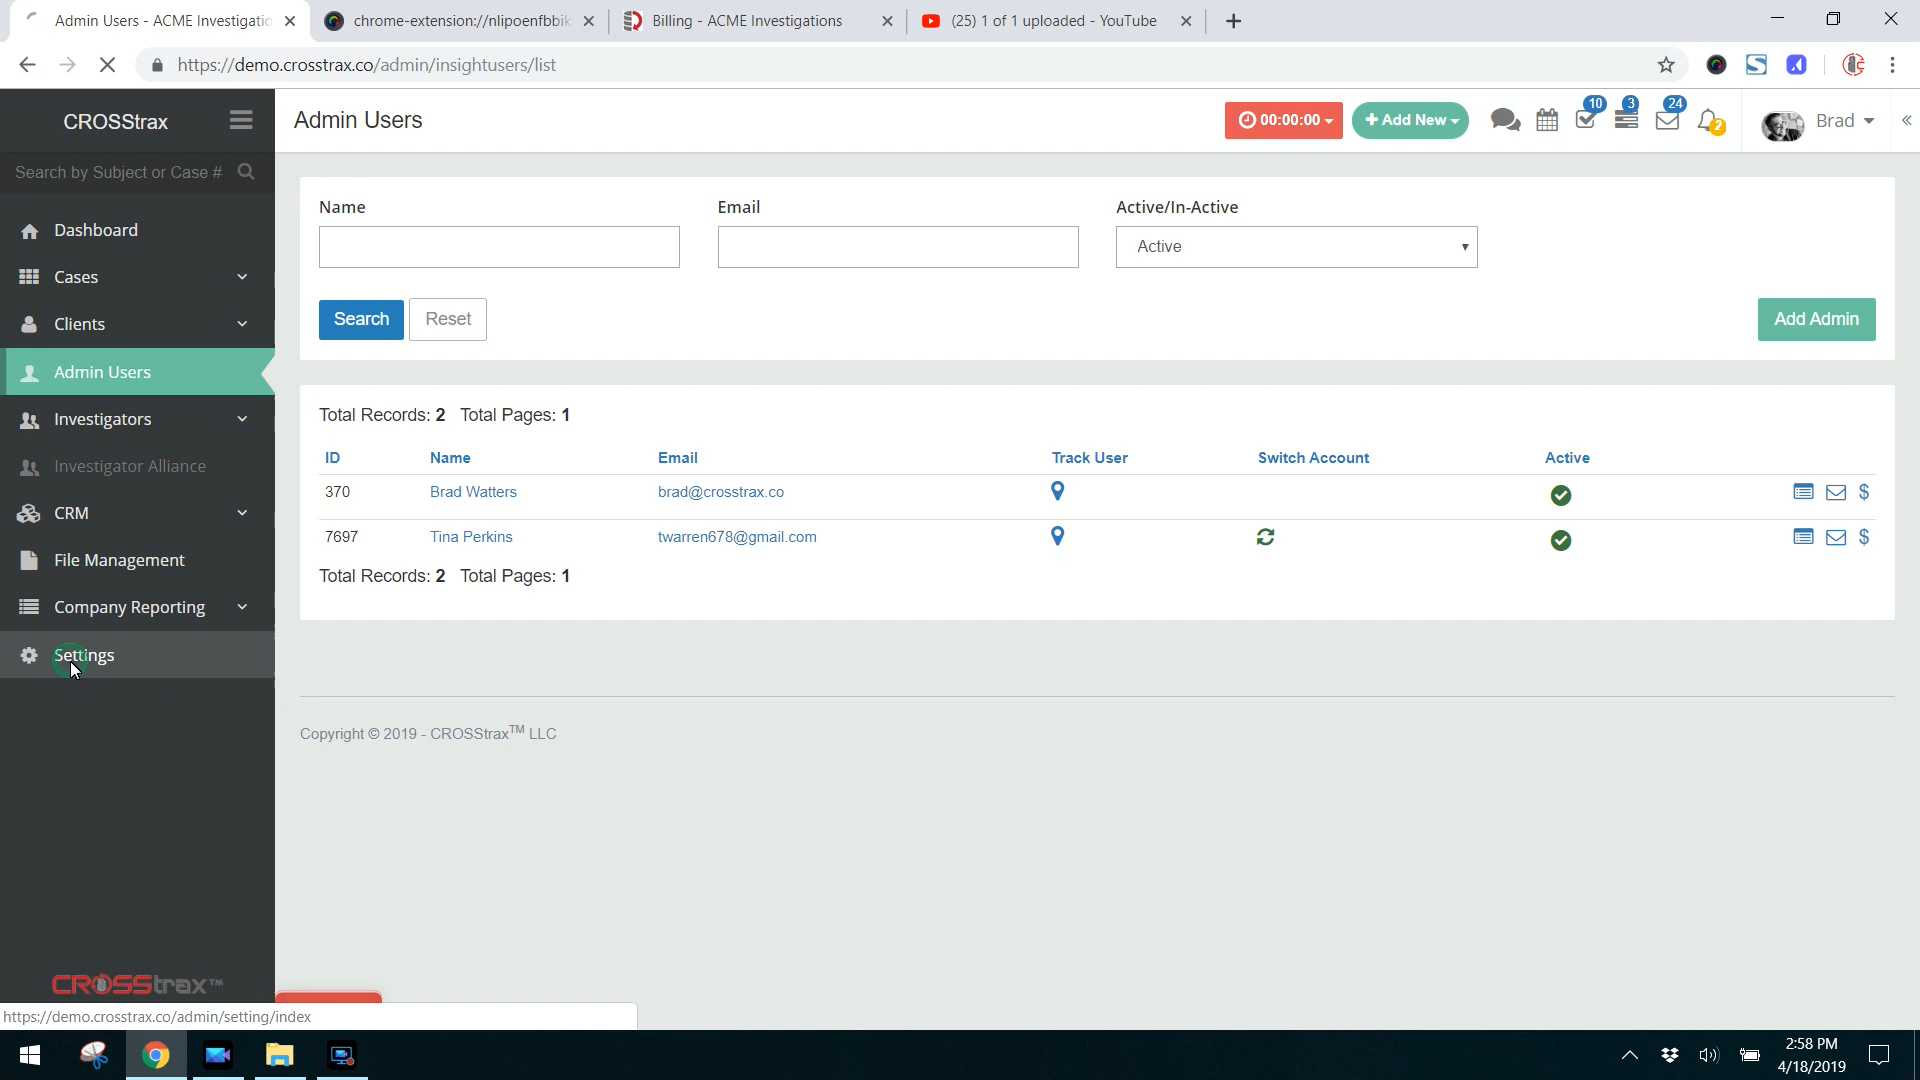 Admin Users - ACME Investigatio
chrome-extension://nlipoenfbbik
Billing - ACME Investigations
(25) 1 of 1 uploaded - YouTube
https://demo.crosstrax.co/admin/insightusers/list
CROSStrax
Admin Users
00:00:00
Add New
10
3
24
2
Brad
Search by Subject or Case #
Dashboard
Cases
Clients
Admin Users
Investigators
Investigator Alliance
CRM
File Management
Company Reporting
Settings
Name
Email
Active/In-Active
Active
Search
Reset
Add Admin
Total Records: 2 Total Pages: 1
ID Name Email Track User Switch Account Active
370 Brad Watters brad@crosstrax.co $
7697 Tina Perkins twarren678@gmail.com $
Total Records: 2 Total Pages: 1
Copyright © 2019 - CROSStrax™ LLC
CROSStrax™
https://demo.crosstrax.co/admin/setting/index
2:58 PM
4/18/2019